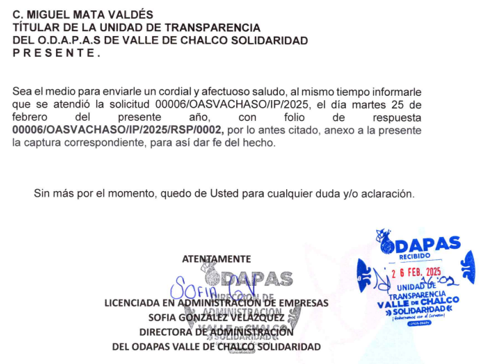 C. MIGUEL MATA VALDÉS
TÍTULAR DE LA UNIDAD DE TRANSPARENCIA
DEL O.D.A.P.A.S DE VALLE DE CHALCO SOLIDARIDAD
P R E S E N T E .
Sea el medio para enviarle un cordial y afectuoso saludo, al mismo tiempo informarle
que se atendió la solicitud 00006/OASVACHASO/IP/2025, el día martes 25 de
febrero del presente año, con folio de respuesta
00006/OASVACHASO/IP/2025/RSP/0002, por lo antes citado, anexo a la presente
la captura correspondiente, para así dar fe del hecho.
Sin más por el momento, quedo de Usted para cualquier duda y/o aclaración.
ATENTAMENTE
ODAPAS
DIRECCIÓN DE
ADMINISTRACIÓN
VALLE DE CHALCO
SOLIDARIDAD
LICENCIADA EN ADMINISTRACIÓN DE EMPRESAS
SOFIA GONZÁLEZ VELÁZQUEZ
DIRECTORA DE ADMINISTRACIÓN
DEL ODAPAS VALLE DE CHALCO SOLIDARIDAD
ODAPAS
RECIBIDO
26 FEB. 2025
16:02
UNIDAD DE
TRANSPARENCIA
VALLE DE CHALCO
SOLIDARIDAD